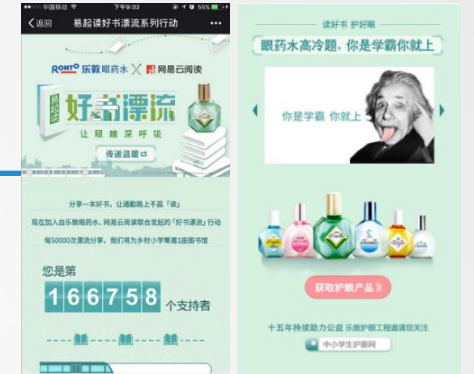 中国移动 下午9:02 55%
返回 易起读好书漂流系列行动
ROHTO 乐敦眼药水 X 网易云阅读
易起读
好书漂流
让眼睛深呼吸
传递温暖
分享一本好书，让通勤路上不孤「读」
现在加入由乐敦眼药水、网易云阅读联合发起的「好书漂流」行动
每50000次漂流分享，我们将为乡村小学筹建1座图书馆
您是第
166758 个支持者
读好书 护好眼
眼药水高冷题，你是学霸你就上
你是学霸 你就上
获取护眼产品
十五年持续助力公益 乐敦护眼工程邀请您关注
中小学生护眼网